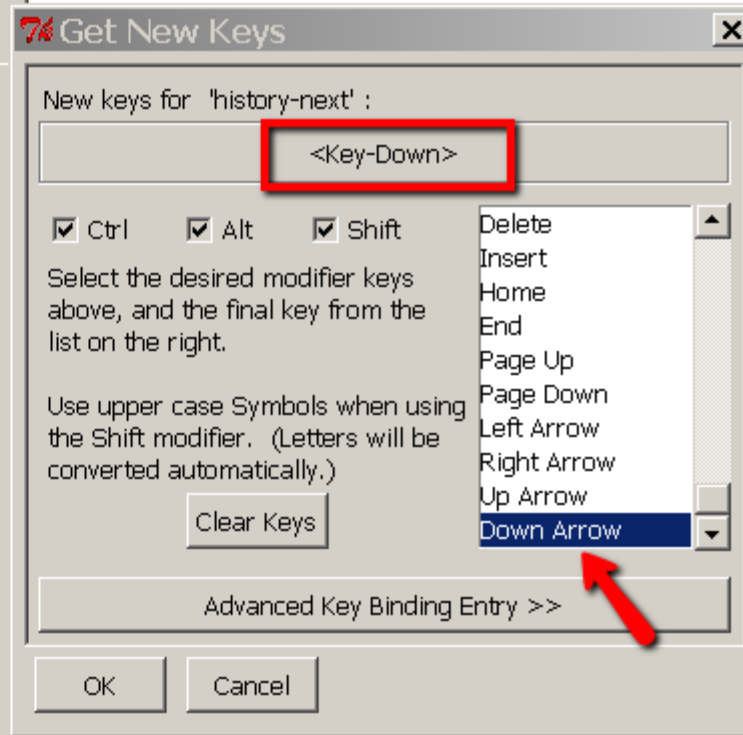 Get New Keys
New keys for 'history-next' :
<Key-Down>
Ctrl Alt Shift
Select the desired modifier keys
above, and the final key from the
list on the right.
Use upper case Symbols when using
the Shift modifier. (Letters will be
converted automatically.)
Clear Keys
Delete
Insert
Home
End
Page Up
Page Down
Left Arrow
Right Arrow
Up Arrow
Down Arrow
Advanced Key Binding Entry >>
OK Cancel